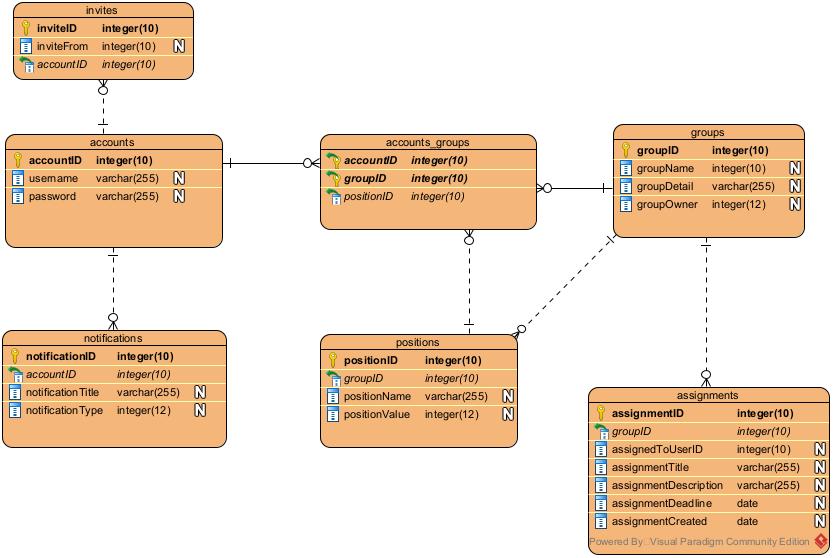 invites
inviteID integer(10)
inviteFrom integer(10) N
accountID integer(10)
accounts
accountID integer(10)
username varchar(255) N
password varchar(255) N
accounts_groups
accountID integer(10)
groupID integer(10)
positionID integer(10)
groups
groupID integer(10)
groupName integer(10) N
groupDetail varchar(255) N
groupOwner integer(12) N
notifications
notificationID integer(10)
accountID integer(10)
notificationTitle varchar(255) N
notificationType integer(12) N
positions
positionID integer(10)
groupID integer(10)
positionName varchar(255) N
positionValue integer(12) N
assignments
assignmentID integer(10)
groupID integer(10)
assignedToUserID integer(10) N
assignmentTitle varchar(255) N
assignmentDescription varchar(255) N
assignmentDeadline date N
assignmentCreated date N
Powered By Visual Paradigm Community Edition